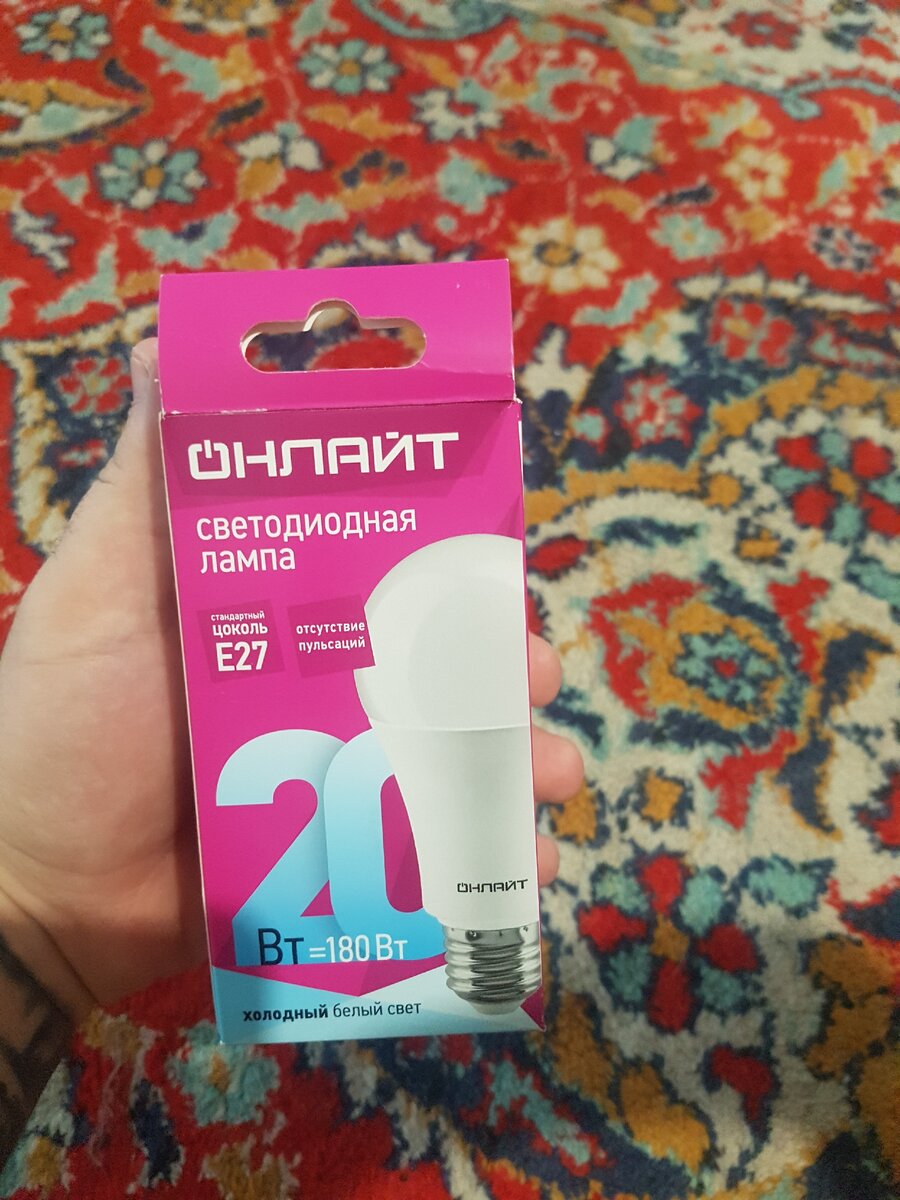 ОНЛАЙТ
светодиодная
лампа
стандартный
цоколь
E27
отсутствие
пульсаций
20
Вт =180 Вт
ОНЛАЙТ
холодный белый свет